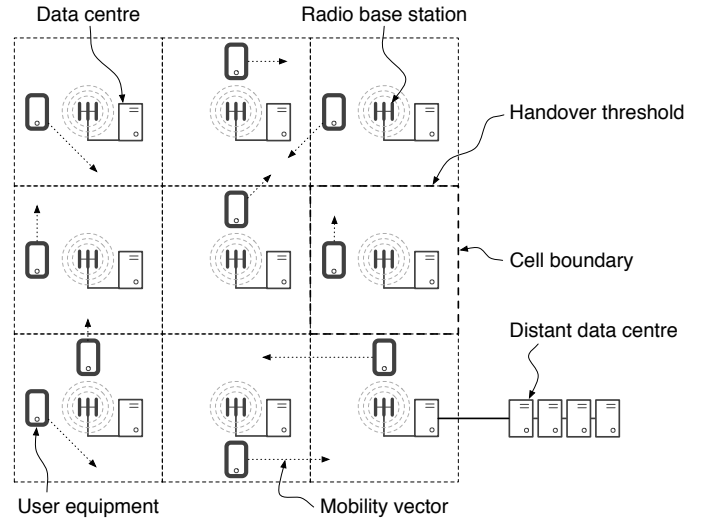 Data centre
Radio base station
Handover threshold
Cell boundary
Distant data centre
User equipment
Mobility vector